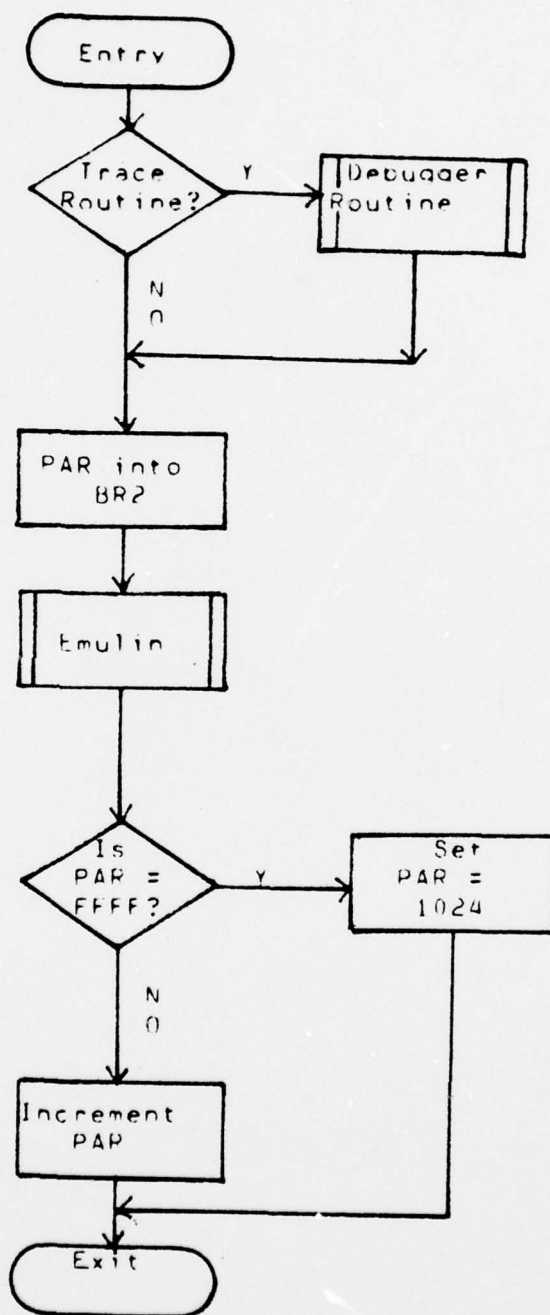 Entry
Trace
Routine?
Y
Debugger
Routine
N
O
PAR into
BR2
Emulin
Is
PAR =
FFFF?
Y
Set
PAR =
1024
N
O
Increment
PAR
Exit